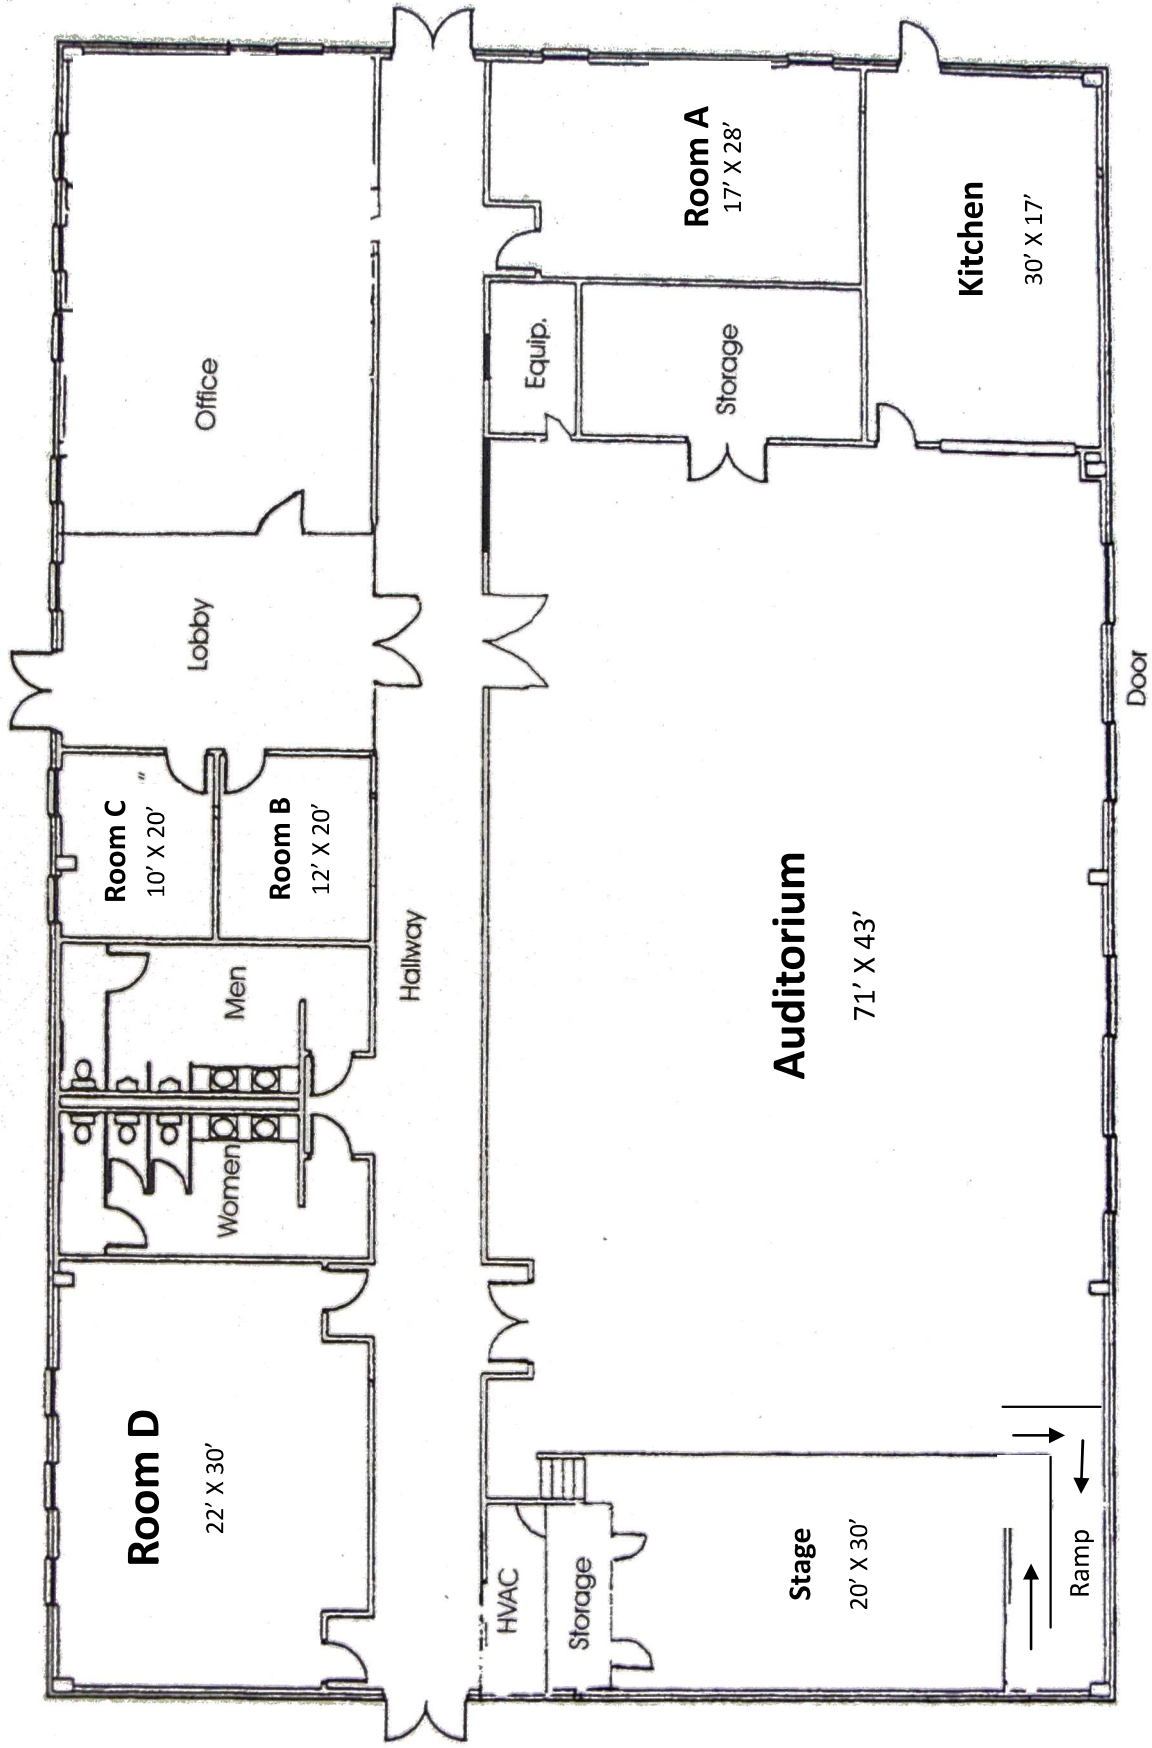 Room D
22’ X 30’
Women
Men
Room C
10’ X 20’
″
Room B
12’ X 20’
Lobby
Office
Hallway
HVAC
Storage
Stage
20’ X 30’
Ramp
Auditorium
71’ X 43’
Door
Equip.
Storage
Room A
17’ X 28’
Kitchen
30’ X 17’